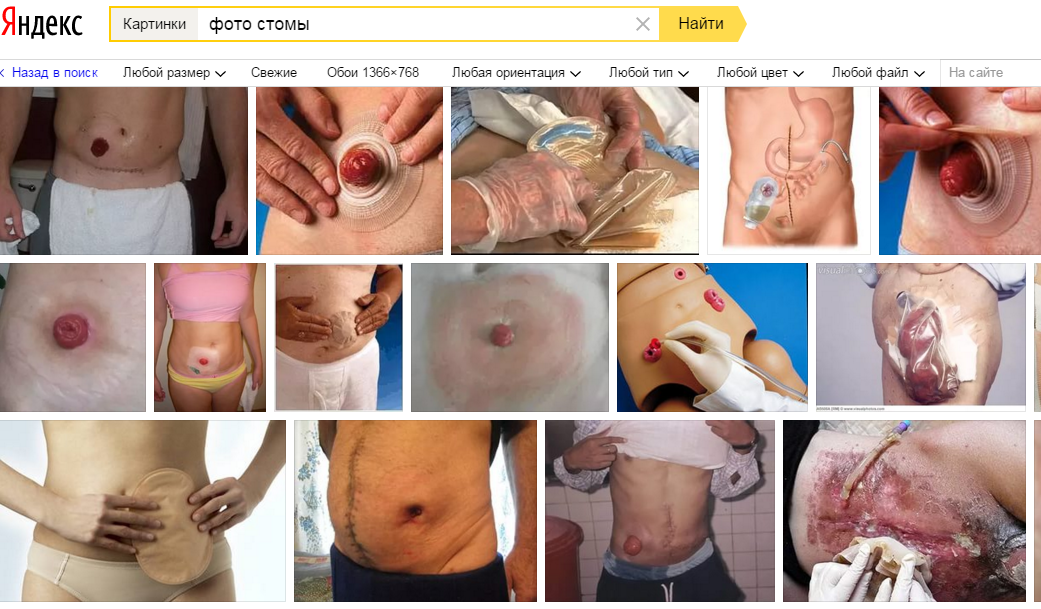 Яндекс
Картинки фото стомы Найти
Назад в поиск Любой размер Свежие Обои 1366×768 Любая ориентация Любой тип Любой цвет Любой файл На сайте